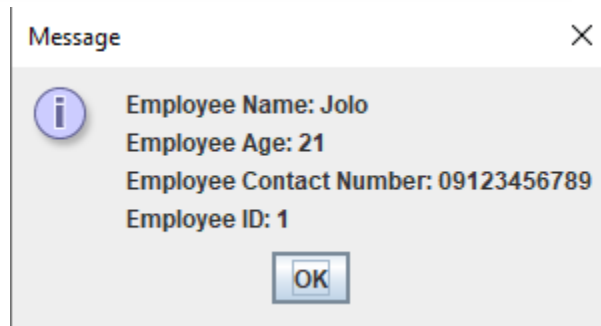 Message
Employee Name: Jolo
Employee Age: 21
Employee Contact Number: 09123456789
Employee ID: 1
OK